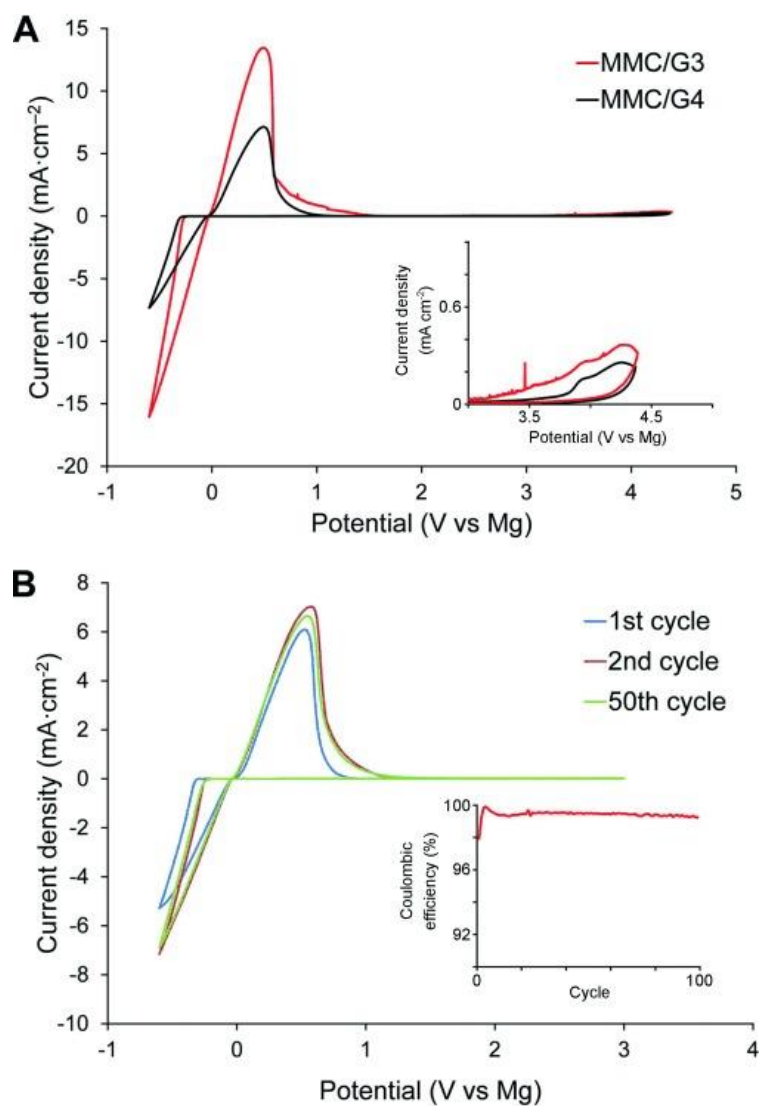 A
Current density (mA·cm⁻²)
15
10
5
0
-5
-10
-15
-20
-1
0
1
2
3
4
5
Potential (V vs Mg)
MMC/G3
MMC/G4
Current density
(mA cm⁻²)
0.6
0
3.5
4.5
Potential (V vs Mg)
B
Current density (mA·cm⁻²)
8
6
4
2
0
-2
-4
-6
-8
-10
-1
0
1
2
3
4
Potential (V vs Mg)
1st cycle
2nd cycle
50th cycle
Coulombic
efficiency (%)
100
96
92
0
100
Cycle